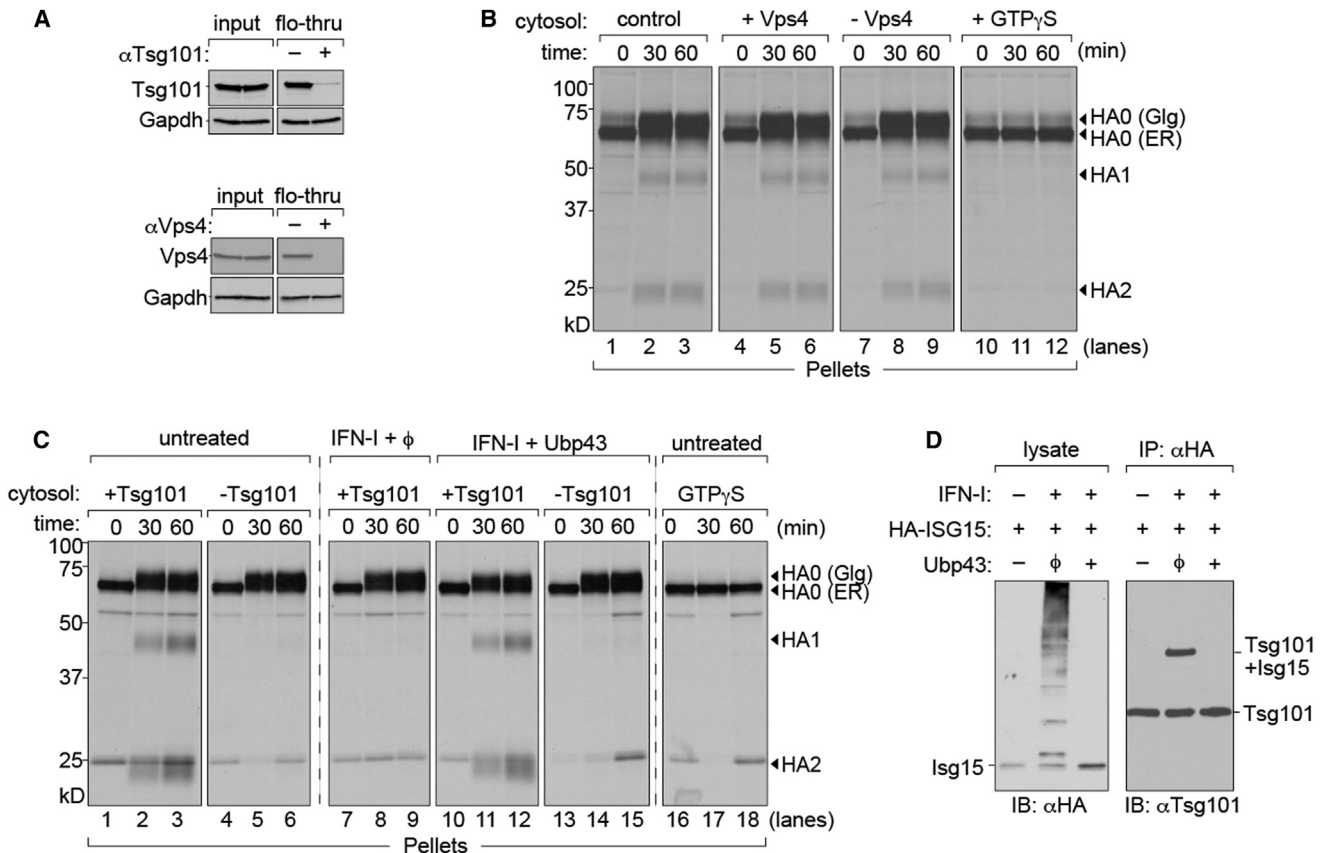 A
input flo-thru
αTsg101: – +
Tsg101
Gapdh
input flo-thru
αVps4: – +
Vps4
Gapdh
B
cytosol: control + Vps4 - Vps4 + GTPγS
time: 0 30 60 0 30 60 0 30 60 0 30 60 (min)
100
75
50
37
25
kD
HA0 (Glg)
HA0 (ER)
HA1
HA2
1 2 3 4 5 6 7 8 9 10 11 12 (lanes)
Pellets
C
untreated IFN-I + ϕ IFN-I + Ubp43 untreated
cytosol: +Tsg101 -Tsg101 +Tsg101 +Tsg101 -Tsg101 GTPγS
time: 0 30 60 0 30 60 0 30 60 0 30 60 0 30 60 0 30 60 (min)
100
75
50
37
25
kD
HA0 (Glg)
HA0 (ER)
HA1
HA2
1 2 3 4 5 6 7 8 9 10 11 12 13 14 15 16 17 18 (lanes)
Pellets
D
lysate IP: αHA
IFN-I: – + + – + +
HA-ISG15: + + + + + +
Ubp43: – ϕ + – ϕ +
Tsg101
+Isg15
Tsg101
Isg15
IB: αHA IB: αTsg101